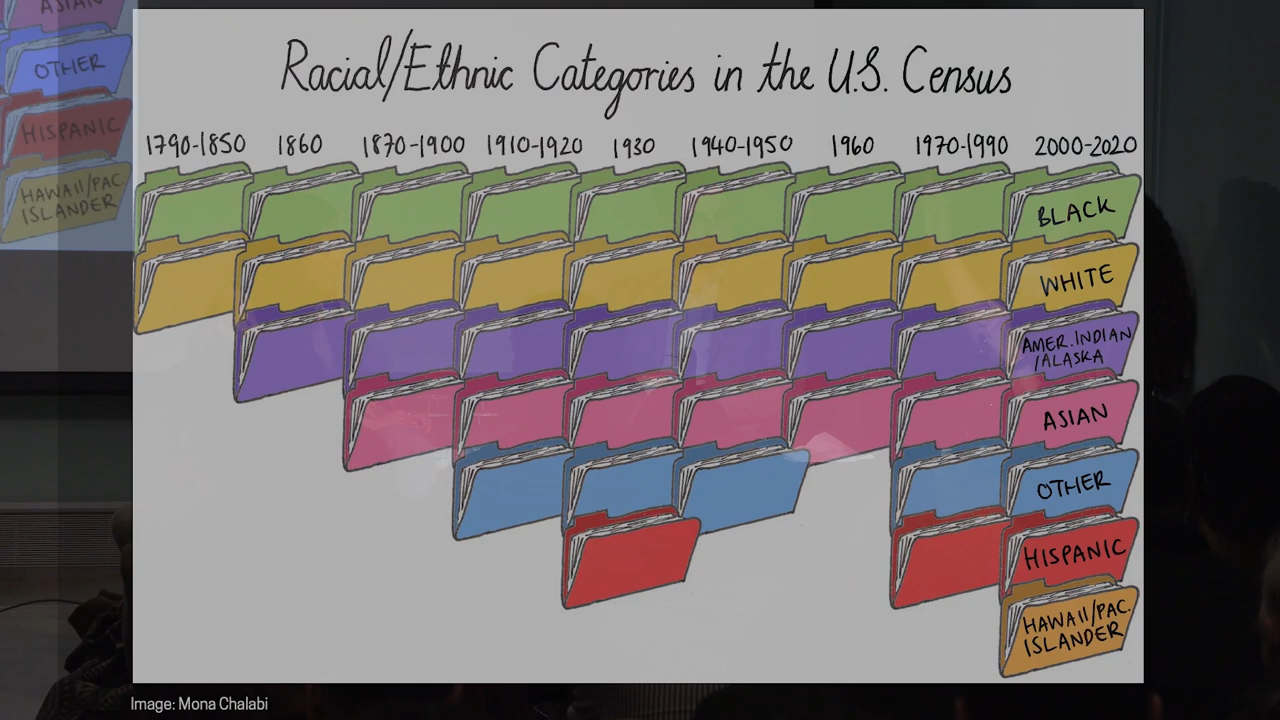 Racial/Ethnic Categories in the U.S. Census
1790-1850 1860 1870-1900 1910-1920 1930 1940-1950 1960 1970-1990 2000-2020
BLACK
WHITE
AMER. INDIAN
/ALASKA
ASIAN
OTHER
HISPANIC
HAWAII/PAC.
ISLANDER
ASIAN
OTHER
HISPANIC
HAWAII/PAC.
ISLANDER
Image: Mona Chalabi